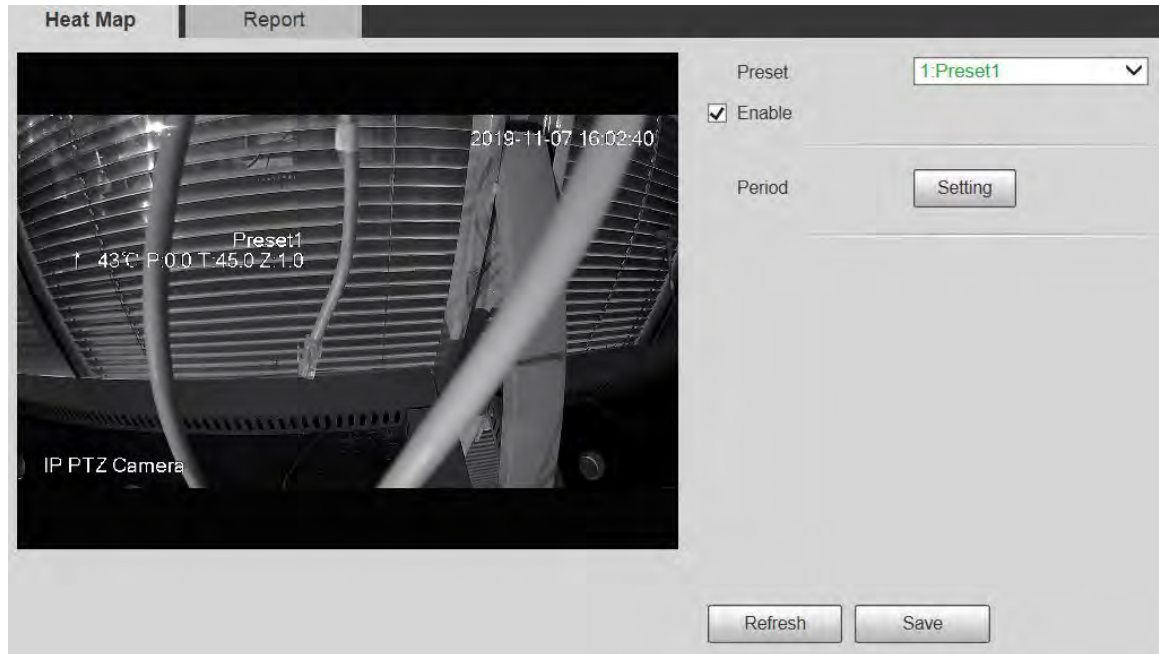 Heat Map
Report
2019-11-07 16:02:40
Preset1
↑ 43℃ P:0.0 T:45.0 Z:1.0
IP PTZ Camera
Preset
1:Preset1
Enable
Period
Setting
Refresh
Save